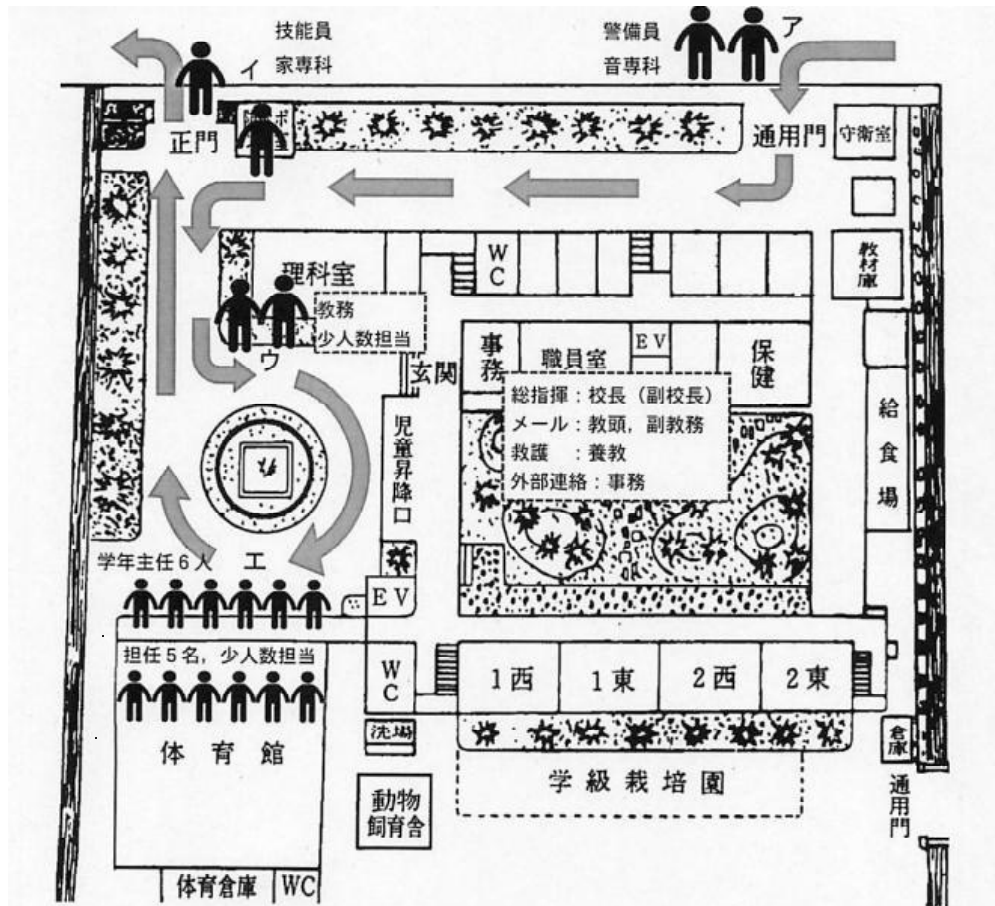 技能員
家専科
イ
警備員
音専科
ア
正門
ポ
通用門
守衛室
理科室
WC
教材庫
教務
少人数担当
ウ
玄関
事務
職員室
EV
保健
総指揮：校長（副校長）
メール：教頭，副教務
救護　：養教
外部連絡：事務
児童昇降口
給食場
学年主任6人
エ
EV
担任5名，少人数担当
WC
1西
1東
2西
2東
体育館
洗場
倉庫
学級栽培園
通用門
動物
飼育舎
体育倉庫
WC